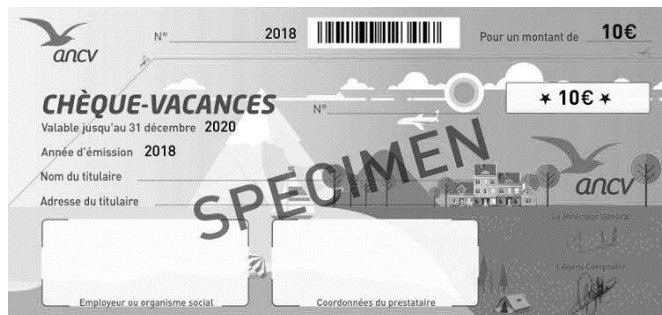 ancv
N° 2018
Pour un montant de 10€
CHÈQUE-VACANCES
N°
★ 10€ ★
Valable jusqu'au 31 décembre 2020
Année d'émission 2018
Nom du titulaire
Adresse du titulaire
SPECIMEN
ancv
Le Directeur Général
L'Agent Comptable
Employeur ou organisme social
Coordonnées du prestataire